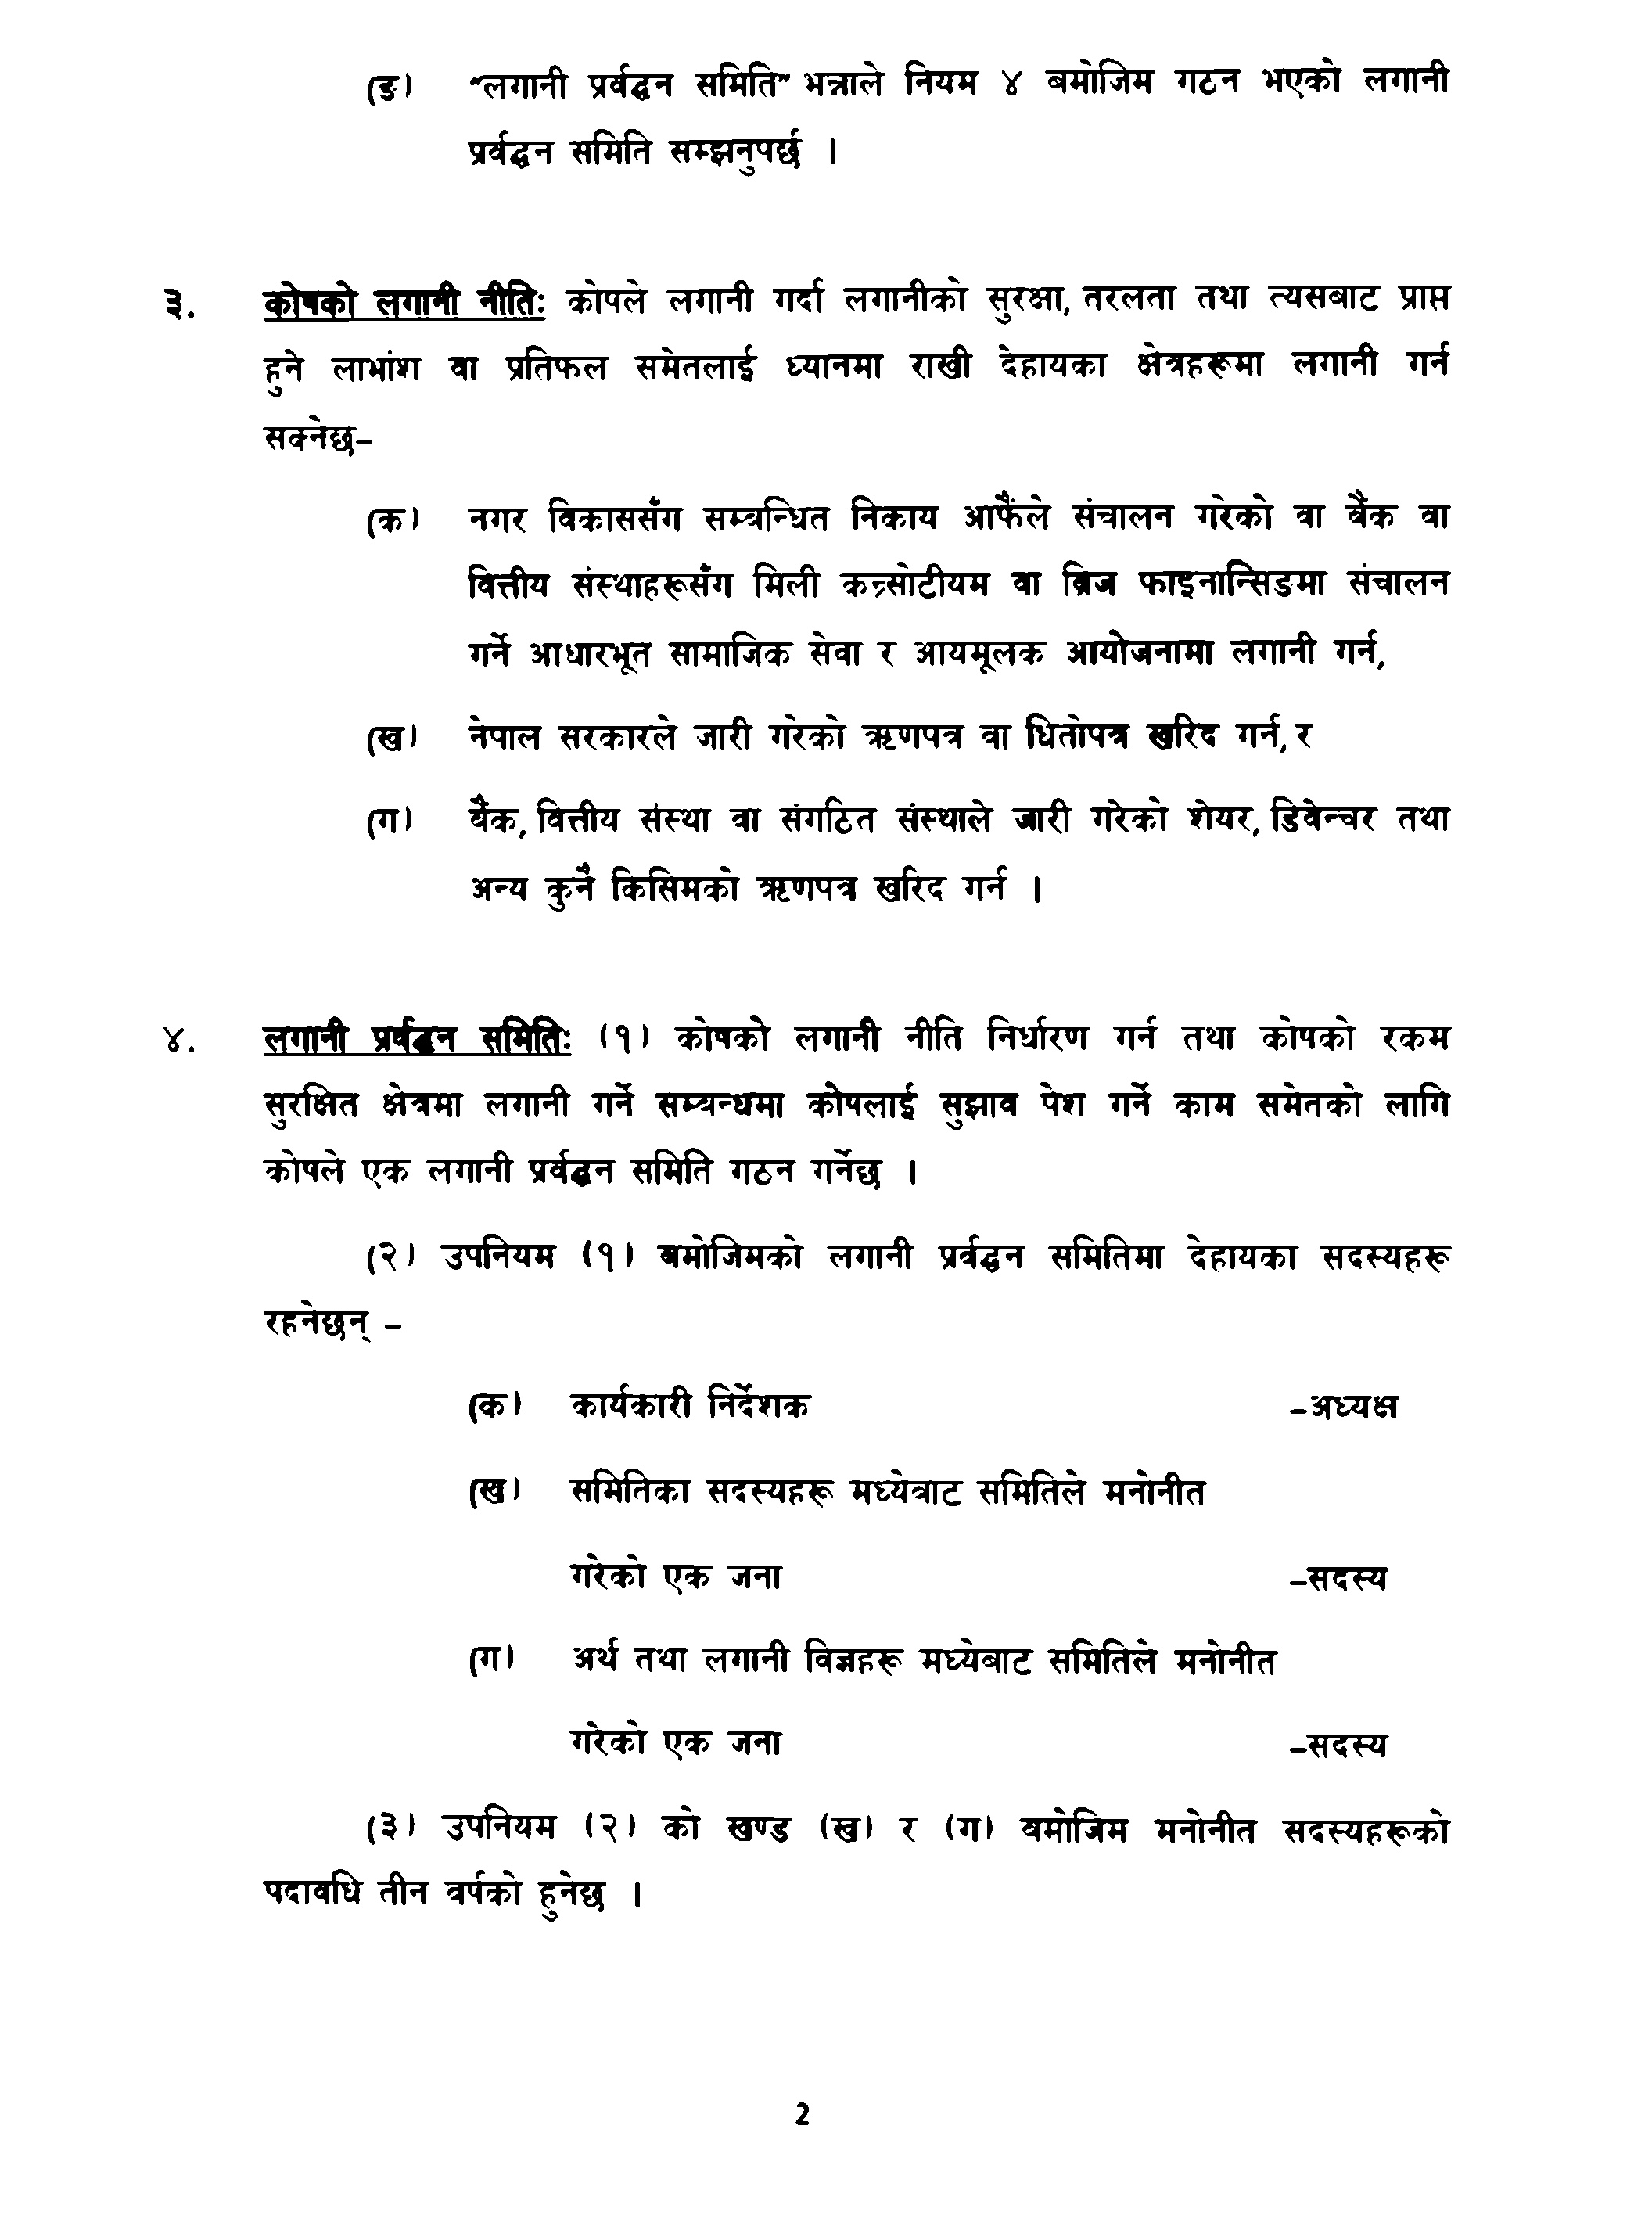 (ङ) “लगानी प्रर्वद्धन समिति” भन्नाले नियम ४ बमोजिम गठन भएको लगानी
प्रर्वद्धन समिति सम्झनुपर्छ ।
३. कोषको लगानी नीतिः कोषले लगानी गर्दा लगानीको सुरक्षा, तरलता तथा त्यसबाट प्राप्त
हुने लाभांश वा प्रतिफल समेतलाई ध्यानमा राखी देहायका क्षेत्रहरूमा लगानी गर्न
सक्नेछ–
(क) नगर विकाससँग सम्बन्धित निकाय आफैंले संचालन गरेको वा बैंक वा
वित्तीय संस्थाहरूसँग मिली कन्सोर्टीयम वा ब्रिज फाइनान्सिङमा संचालन
गर्ने आधारभूत सामाजिक सेवा र आयमूलक आयोजनामा लगानी गर्न,
(ख) नेपाल सरकारले जारी गरेको ऋणपत्र वा धितोपत्र खरिद गर्न, र
(ग) बैंक, वित्तीय संस्था वा संगठित संस्थाले जारी गरेको शेयर, डिवेन्चर तथा
अन्य कुनै किसिमको ऋणपत्र खरिद गर्न ।
४. लगानी प्रर्वद्धन समितिः (१) कोषको लगानी नीति निर्धारण गर्न तथा कोषको रकम
सुरक्षित क्षेत्रमा लगानी गर्ने सम्बन्धमा कोषलाई सुझाव पेश गर्ने काम समेतको लागि
कोषले एक लगानी प्रर्वद्धन समिति गठन गर्नेछ ।
(२) उपनियम (१) बमोजिमको लगानी प्रर्वद्धन समितिमा देहायका सदस्यहरू
रहनेछन् –
(क) कार्यकारी निर्देशक –अध्यक्ष
(ख) समितिका सदस्यहरू मध्येबाट समितिले मनोनीत
गरेको एक जना –सदस्य
(ग) अर्थ तथा लगानी विज्ञहरू मध्येबाट समितिले मनोनीत
गरेको एक जना –सदस्य
(३) उपनियम (२) को खण्ड (ख) र (ग) बमोजिम मनोनीत सदस्यहरूको
पदावधि तीन वर्षको हुनेछ ।
2